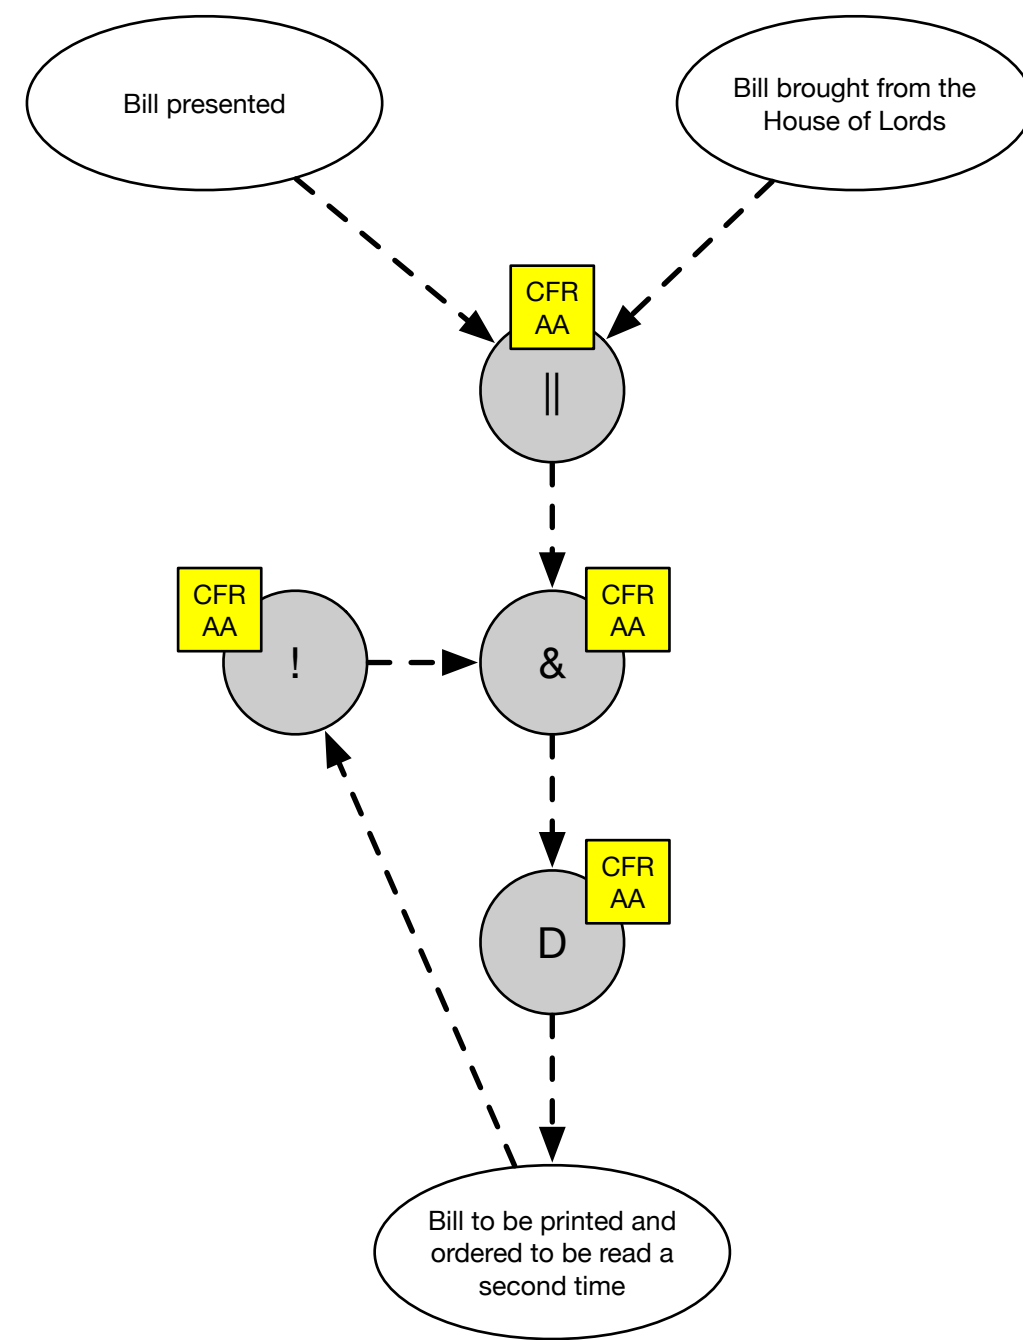 Bill presented
Bill brought from the
House of Lords
CFR
AA
||
CFR
AA
!
&
CFR
AA
CFR
AA
D
Bill to be printed and
ordered to be read a
second time